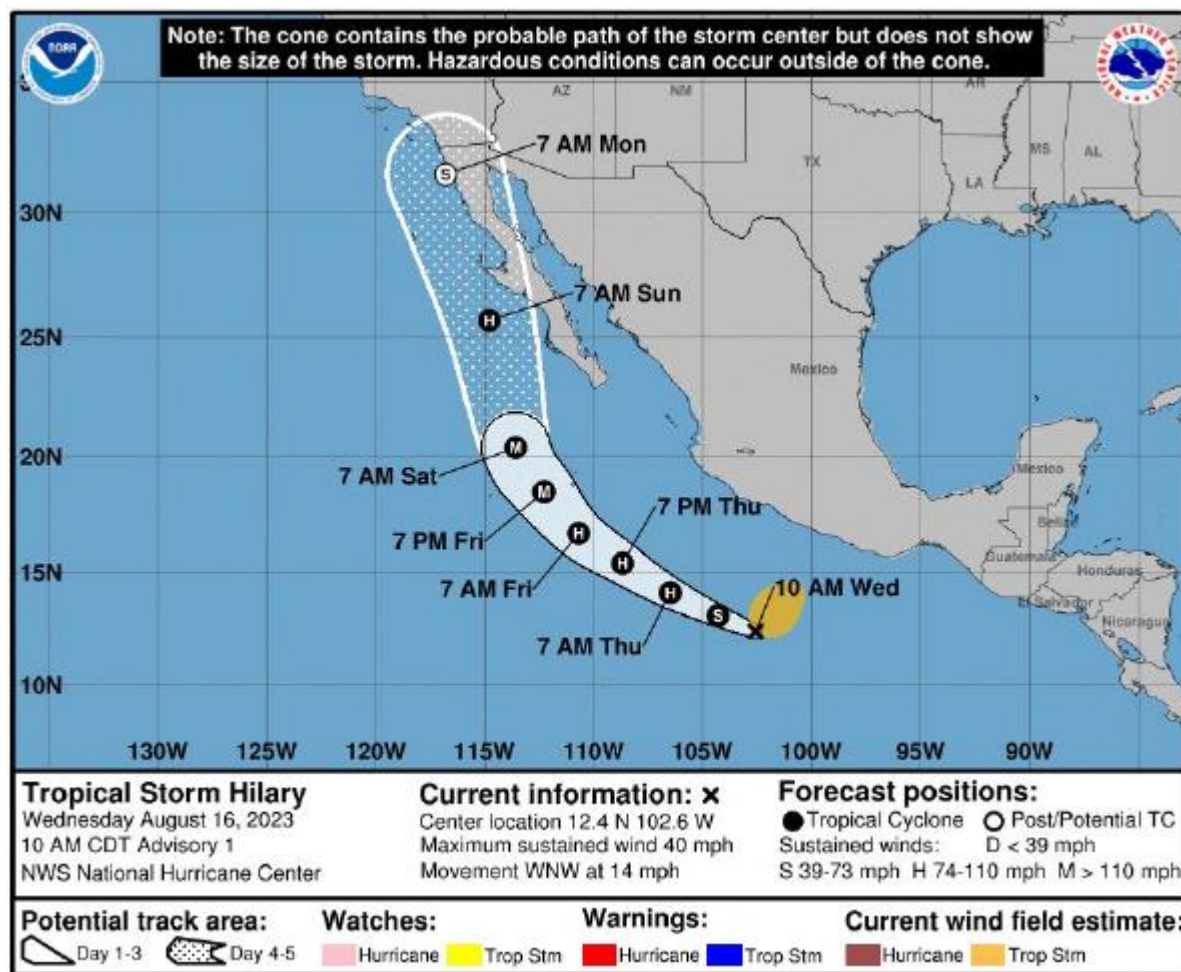 Note: The cone contains the probable path of the storm center but does not show
the size of the storm. Hazardous conditions can occur outside of the cone.
NOAA
NATIONAL WEATHER SERVICE
AZ
NM
AR
TX
MS
AL
LA
7 AM Mon
S
30N
7 AM Sun
H
25N
Mexico
M
20N
7 AM Sat
M
7 PM Thu
7 PM Fri
H
H
7 AM Fri
H
S
10 AM Wed
7 AM Thu
15N
Mexico
Belize
Guatemala
Honduras
El Salvador
Nicaragua
10N
130W 125W 120W 115W 110W 105W 100W 95W 90W
Tropical Storm Hilary
Wednesday August 16, 2023
10 AM CDT Advisory 1
NWS National Hurricane Center
Current information: x
Center location 12.4 N 102.6 W
Maximum sustained wind 40 mph
Movement WNW at 14 mph
Forecast positions:
Tropical Cyclone Post/Potential TC
Sustained winds: D < 39 mph
S 39-73 mph H 74-110 mph M > 110 mph
Potential track area:
Day 1-3 Day 4-5
Watches:
Hurricane Trop Stm
Warnings:
Hurricane Trop Stm
Current wind field estimate:
Hurricane Trop Stm